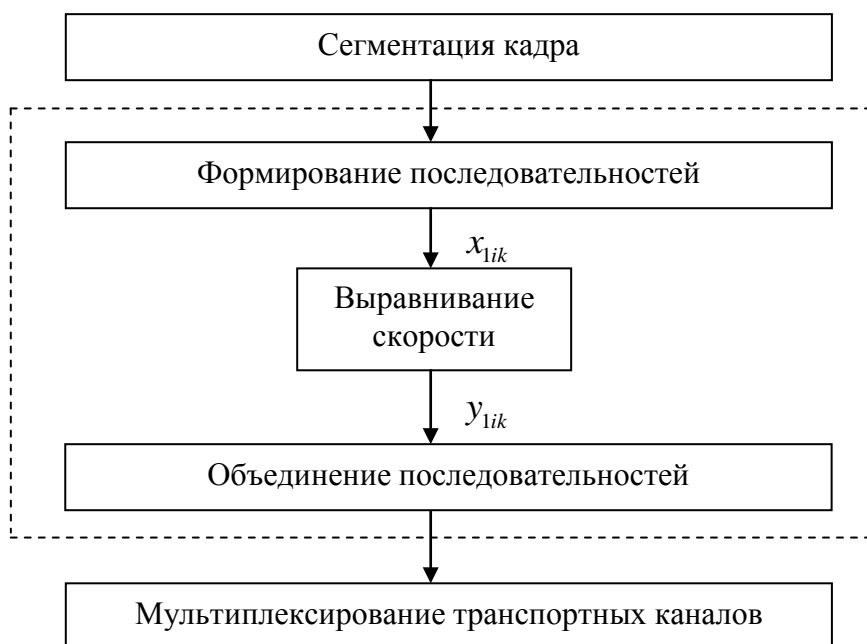 Сегментация кадра
Формирование последовательностей
x1ik
Выравнивание
скорости
y1ik
Объединение последовательностей
Мультиплексирование транспортных каналов